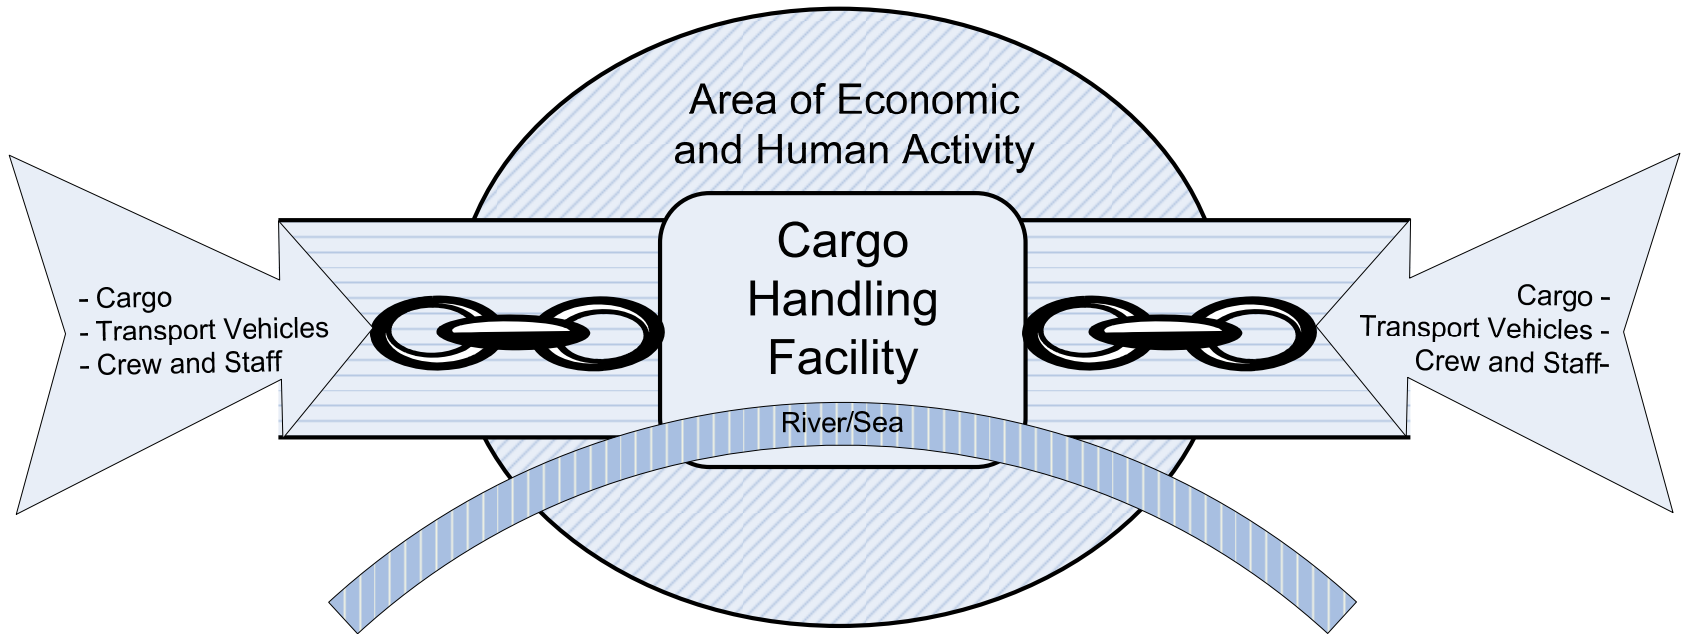 Area of Economic
and Human Activity
Cargo
Handling
Facility
River/Sea
- Cargo
- Transport Vehicles
- Crew and Staff
Cargo -
Transport Vehicles -
Crew and Staff-